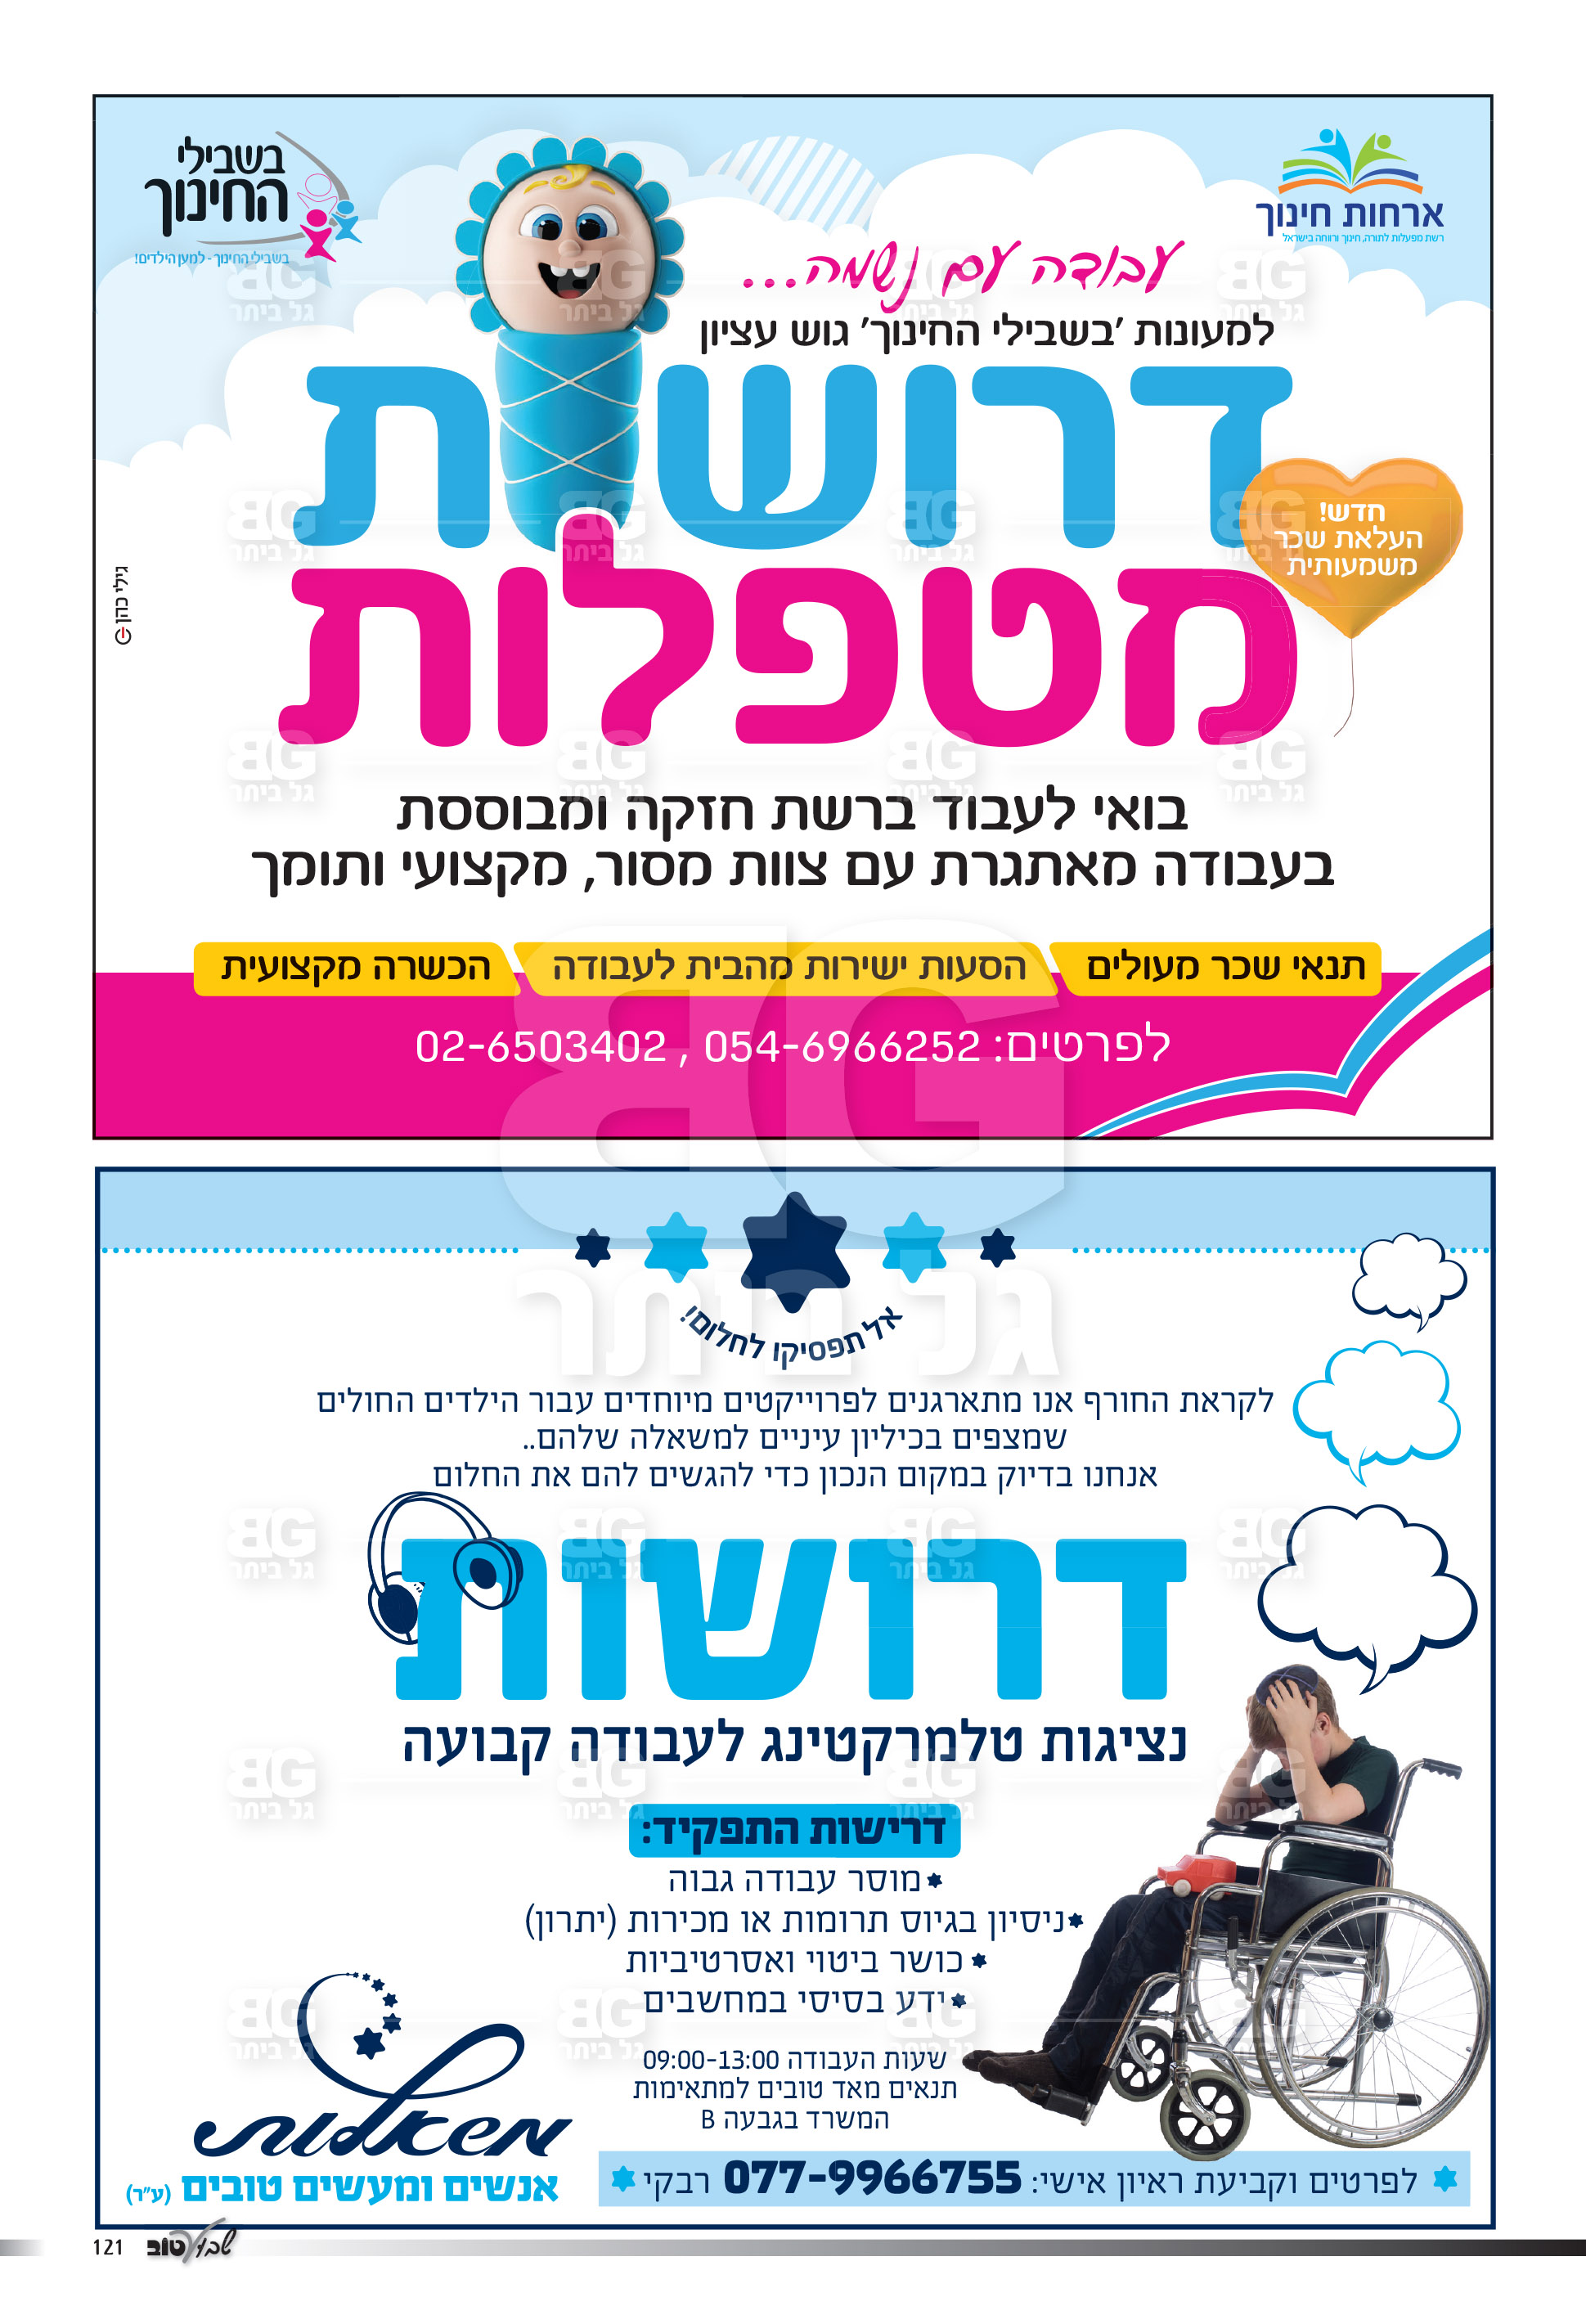 ארחות חינוך
רשת מפעלות לתורה, חינוך ורווחה בישראל
בשבילי
החינוך
בשבילי החינוך - למען הילדים!
עבודה עם נשמה...
למעונות 'בשבילי החינוך' גוש עציון
דרושות
מטפלות
חדש!
העלאת שכר
משמעותית
גילי כהן
בואי לעבוד ברשת חזקה ומבוססת
בעבודה מאתגרת עם צוות מסור, מקצועי ותומך
תנאי שכר מעולים
הסעות ישירות מהבית לעבודה
הכשרה מקצועית
לפרטים: 054-6966252 , 02-6503402
BG
גל ביתר
אל תפסיקו לחלום!
לקראת החורף אנו מתארגנים לפרוייקטים מיוחדים עבור הילדים החולים
שמצפים בכיליון עיניים למשאלה שלהם..
אנחנו בדיוק במקום הנכון כדי להגשים להם את החלום
דרושות
נציגות טלמרקטינג לעבודה קבועה
דרישות התפקיד:
מוסר עבודה גבוה
ניסיון בגיוס תרומות או מכירות (יתרון)
כושר ביטוי ואסרטיביות
ידע בסיסי במחשבים
שעות העבודה 09:00-13:00
תנאים מאד טובים למתאימות
המשרד בגבעה B
לפרטים וקביעת ראיון אישי: 077-9966755 רבקי
משאלות
אנשים ומעשים טובים (ע"ר)
שבוע טוב
121